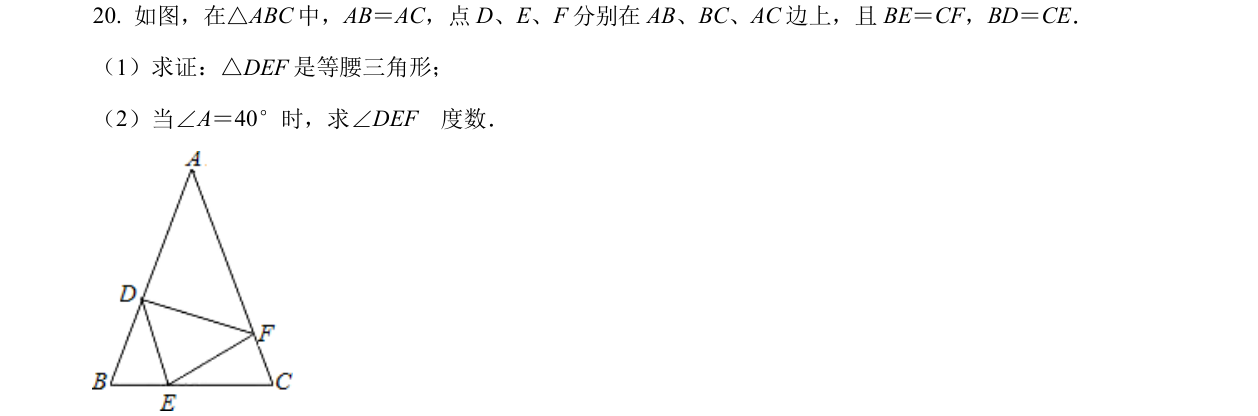 20. 如图，在△ABC中，AB＝AC，点D、E、F分别在AB、BC、AC边上，且BE＝CF，BD＝CE．
（1）求证：△DEF是等腰三角形；
（2）当∠A＝40°时，求∠DEF 度数．
A
D
F
B
C
E